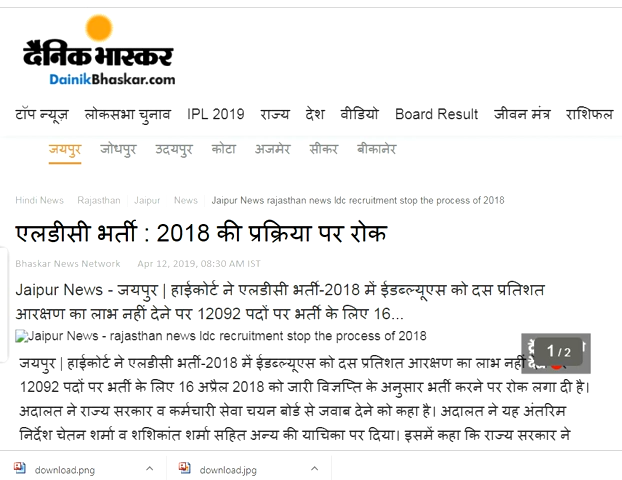 दैनिक भास्कर
DainikBhaskar.com
टॉप न्यूज़ लोकसभा चुनाव IPL 2019 राज्य देश वीडियो Board Result जीवन मंत्र राशिफल
जयपुर जोधपुर उदयपुर कोटा अजमेर सीकर बीकानेर
Hindi News Rajasthan Jaipur News Jaipur News rajasthan news ldc recruitment stop the process of 2018
एलडीसी भर्ती : 2018 की प्रक्रिया पर रोक
Bhaskar News Network Apr 12, 2019, 08:30 AM IST
Jaipur News - जयपुर | हाईकोर्ट ने एलडीसी भर्ती-2018 में ईडब्ल्यूएस को दस प्रतिशत
आरक्षण का लाभ नहीं देने पर 12092 पदों पर भर्ती के लिए 16...
Jaipur News - rajasthan news ldc recruitment stop the process of 2018
1 / 2
जयपुर | हाईकोर्ट ने एलडीसी भर्ती-2018 में ईडब्ल्यूएस को दस प्रतिशत आरक्षण का लाभ नहीं
12092 पदों पर भर्ती के लिए 16 अप्रैल 2018 को जारी विज्ञप्ति के अनुसार भर्ती करने पर रोक लगा दी है।
अदालत ने राज्य सरकार व कर्मचारी सेवा चयन बोर्ड से जवाब देने को कहा है। अदालत ने यह अंतरिम
निर्देश चेतन शर्मा व शशिकांत शर्मा सहित अन्य की याचिका पर दिया। इसमें कहा कि राज्य सरकार ने
download.png download.jpg